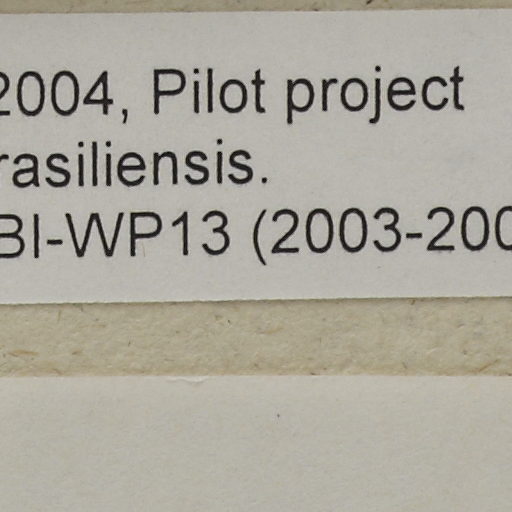 2004, Pilot project
rasiliensis.
BI-WP13 (2003-200